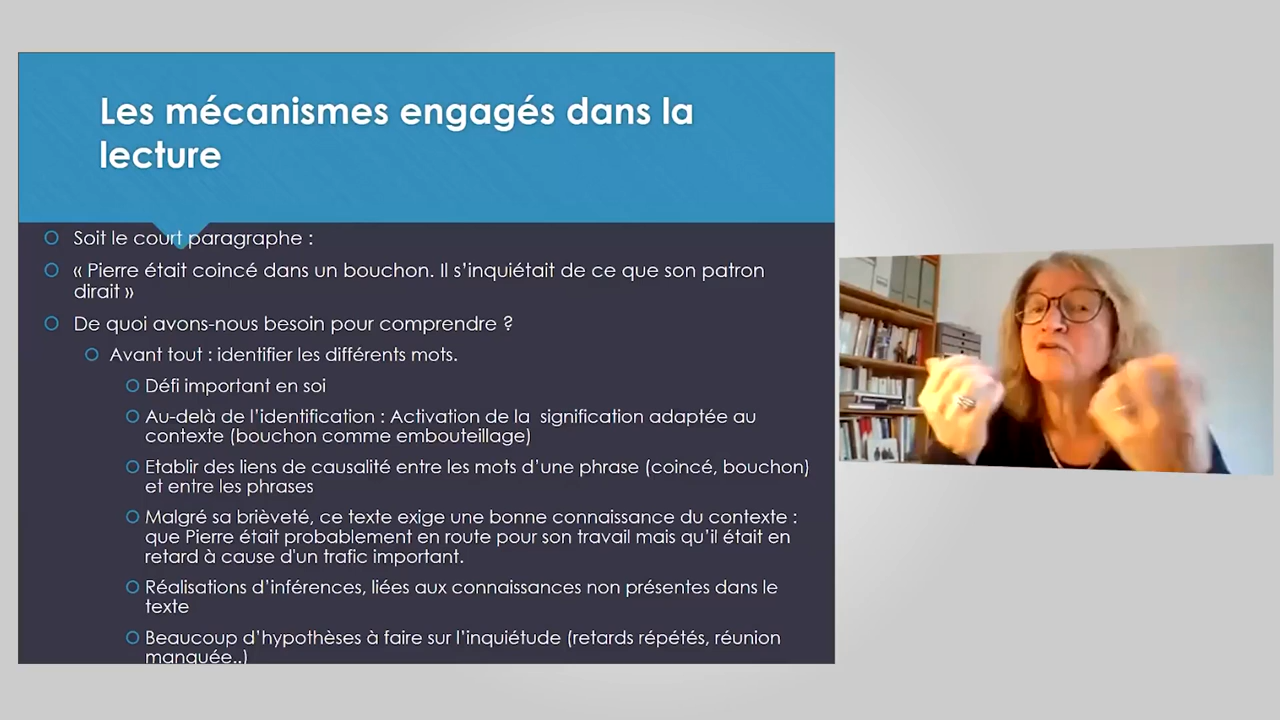 Les mécanismes engagés dans la
lecture
Soit le court paragraphe :
« Pierre était coincé dans un bouchon. Il s’inquiétait de ce que son patron
dirait »
De quoi avons-nous besoin pour comprendre ?
Avant tout : identifier les différents mots.
Défi important en soi
Au-delà de l’identification : Activation de la signification adaptée au
contexte (bouchon comme embouteillage)
Etablir des liens de causalité entre les mots d’une phrase (coincé, bouchon)
et entre les phrases
Malgré sa brièveté, ce texte exige une bonne connaissance du contexte :
que Pierre était probablement en route pour son travail mais qu’il était en
retard à cause d'un trafic important.
Réalisations d’inférences, liées aux connaissances non présentes dans le
texte
Beaucoup d’hypothèses à faire sur l’inquiétude (retards répétés, réunion
manquée..)